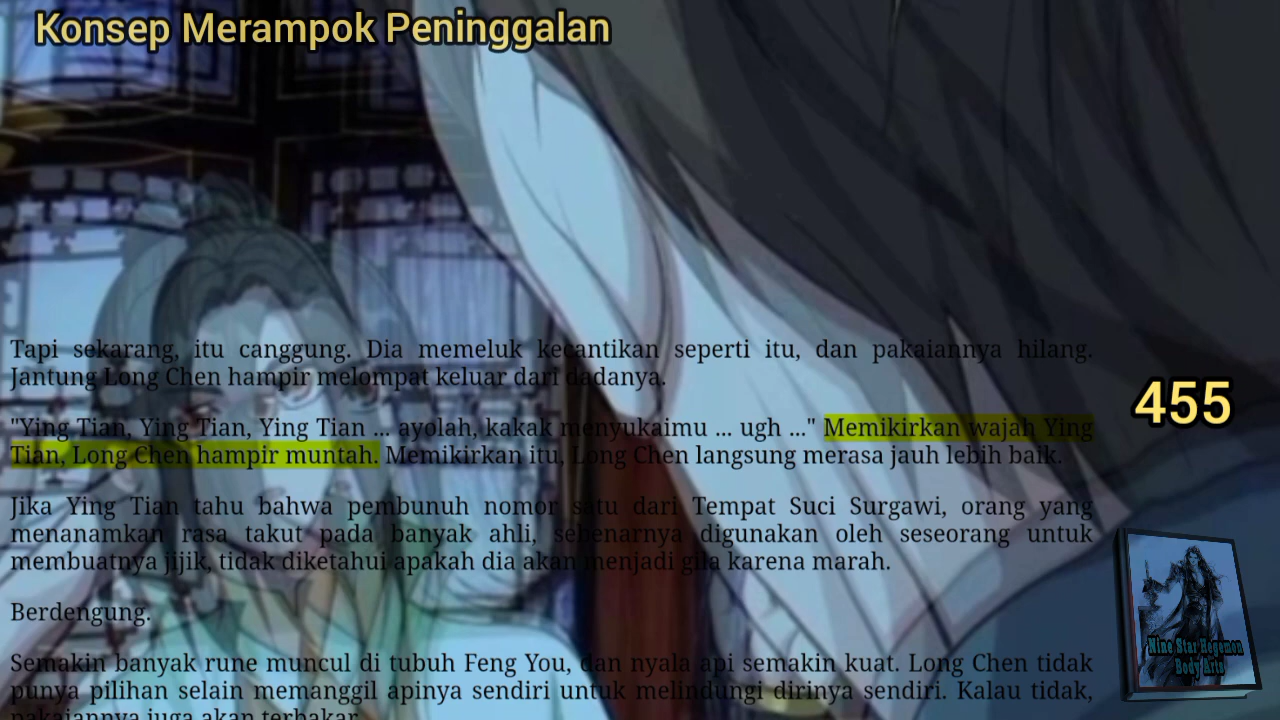 Konsep Merampok Peninggalan
Tapi sekarang, itu canggung. Dia memeluk kecantikan seperti itu, dan pakaiannya hilang.
Jantung Long Chen hampir melompat keluar dari dadanya.
"Ying Tian, Ying Tian, Ying Tian ... ayolah, kakak menyukaimu ... ugh ..." Memikirkan wajah Ying
Tian, Long Chen hampir muntah. Memikirkan itu, Long Chen langsung merasa jauh lebih baik.
455
Jika Ying Tian tahu bahwa pembunuh nomor satu dari Tempat Suci Surgawi, orang yang
menanamkan rasa takut pada banyak ahli, sebenarnya digunakan oleh seseorang untuk
membuatnya jijik, tidak diketahui apakah dia akan menjadi gila karena marah.
Berdengung.
Semakin banyak rune muncul di tubuh Feng You, dan nyala api semakin kuat. Long Chen tidak
punya pilihan selain memanggil apinya sendiri untuk melindungi dirinya sendiri. Kalau tidak,
pakaiannya juga akan terbakar.
Nine Star Hegemon
Body Arts